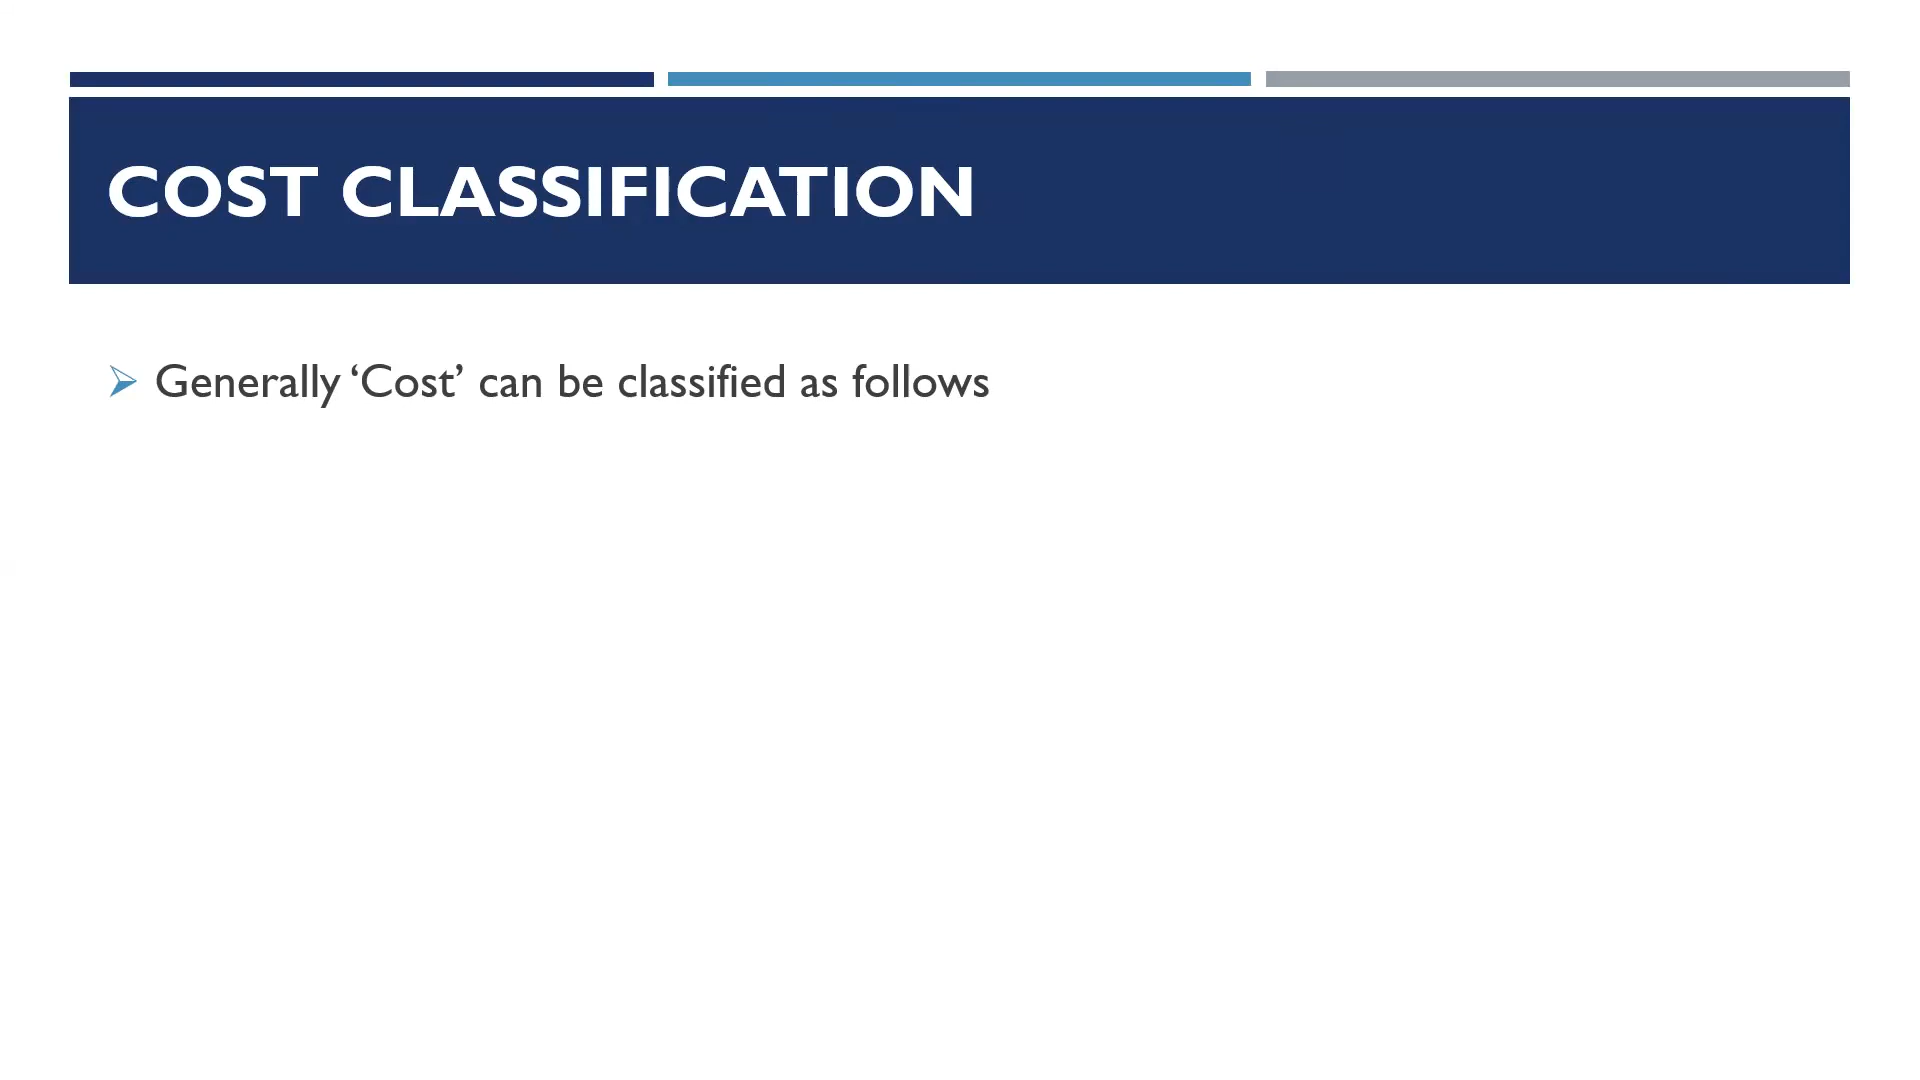 COST CLASSIFICATION
Generally ‘Cost’ can be classified as follows